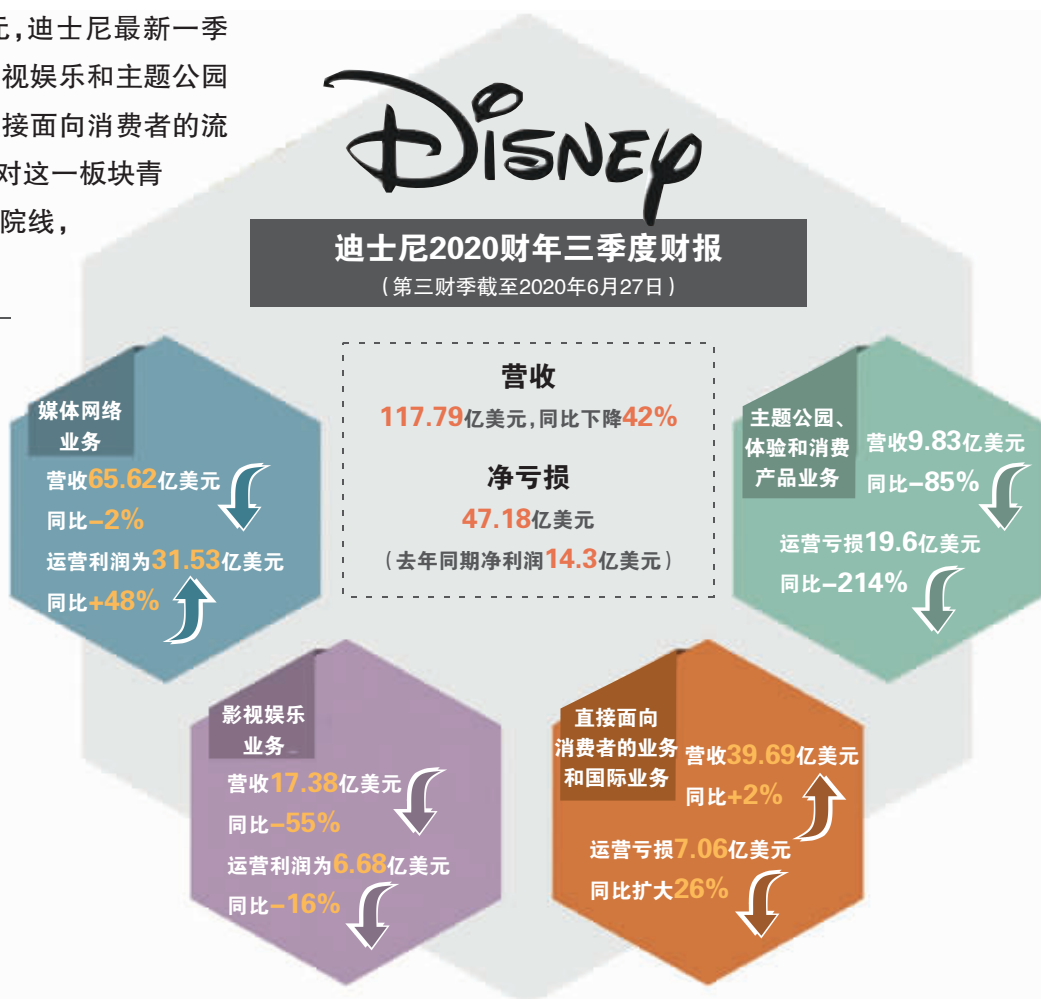 元,迪士尼最新一季
视娱乐和主题公园
接面向消费者的流
对这一板块青
院线,
Disney
迪士尼2020财年三季度财报
(第三财季截至2020年6月27日)
营收
117.79亿美元,同比下降42%
净亏损
47.18亿美元
(去年同期净利润14.3亿美元)
媒体网络
业务
营收65.62亿美元
同比-2%
运营利润为31.53亿美元
同比+48%
主题公园、
体验和消费
产品业务
营收9.83亿美元
同比-85%
运营亏损19.6亿美元
同比-214%
影视娱乐
业务
营收17.38亿美元
同比-55%
运营利润为6.68亿美元
同比-16%
直接面向
消费者的业务
和国际业务
营收39.69亿美元
同比+2%
运营亏损7.06亿美元
同比扩大26%